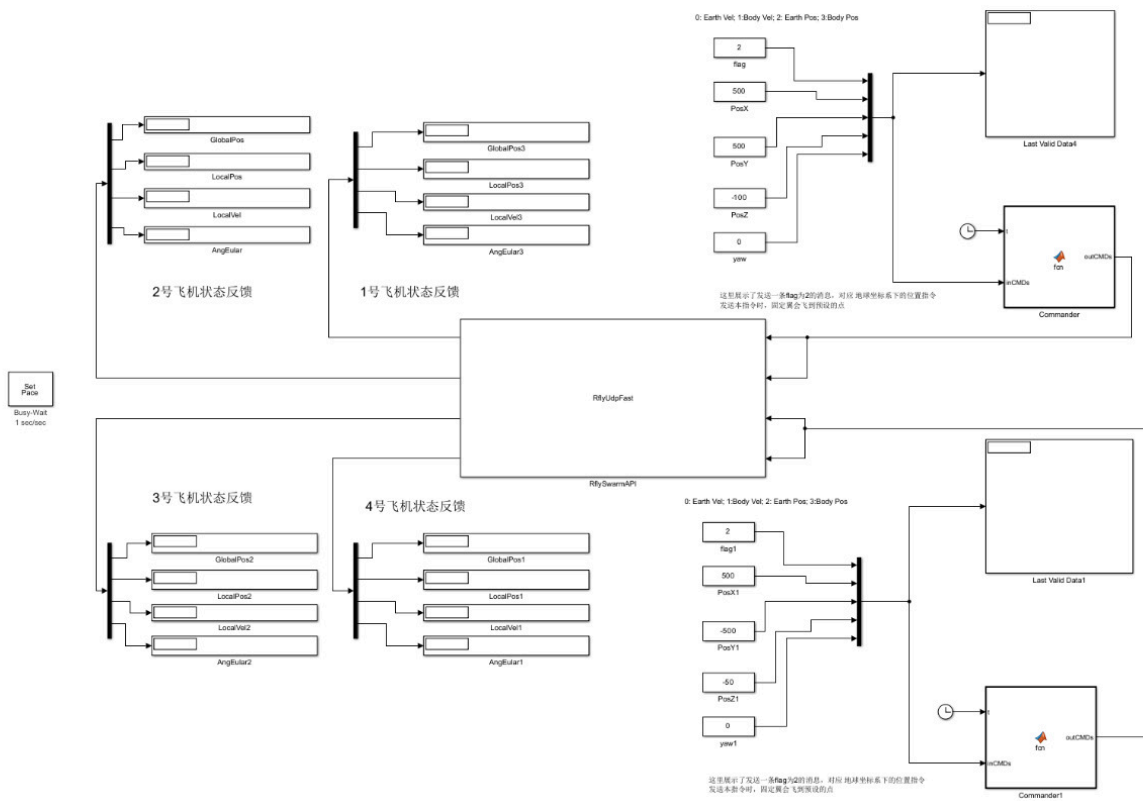 0: Earth Vel; 1:Body Vel; 2: Earth Pos; 3:Body Pos
2
flag
500
PosX
500
PosY
-100
PosZ
0
yaw
Last Valid Data4
t
fcn
inCMDs
outCMDs
Commander
这里展示了发送一条flag为2的消息，对应 地球坐标系下的位置指令
发送本指令时，固定翼会飞到预设的点
GlobalPos
LocalPos
LocalVel
AngEular
2号飞机状态反馈
GlobalPos3
LocalPos3
LocalVel3
AngEular3
1号飞机状态反馈
Set
Pace
Busy-Wait
1 sec/sec
RflyUdpFast
RflySwarmAPI
3号飞机状态反馈
GlobalPos2
LocalPos2
LocalVel2
AngEular2
4号飞机状态反馈
GlobalPos1
LocalPos1
LocalVel1
AngEular1
0: Earth Vel; 1:Body Vel; 2: Earth Pos; 3:Body Pos
2
flag1
500
PosX1
-500
PosY1
-50
PosZ1
0
yaw1
Last Valid Data1
t
fcn
inCMDs
outCMDs
Commander1
这里展示了发送一条flag为2的消息，对应 地球坐标系下的位置指令
发送本指令时，固定翼会飞到预设的点